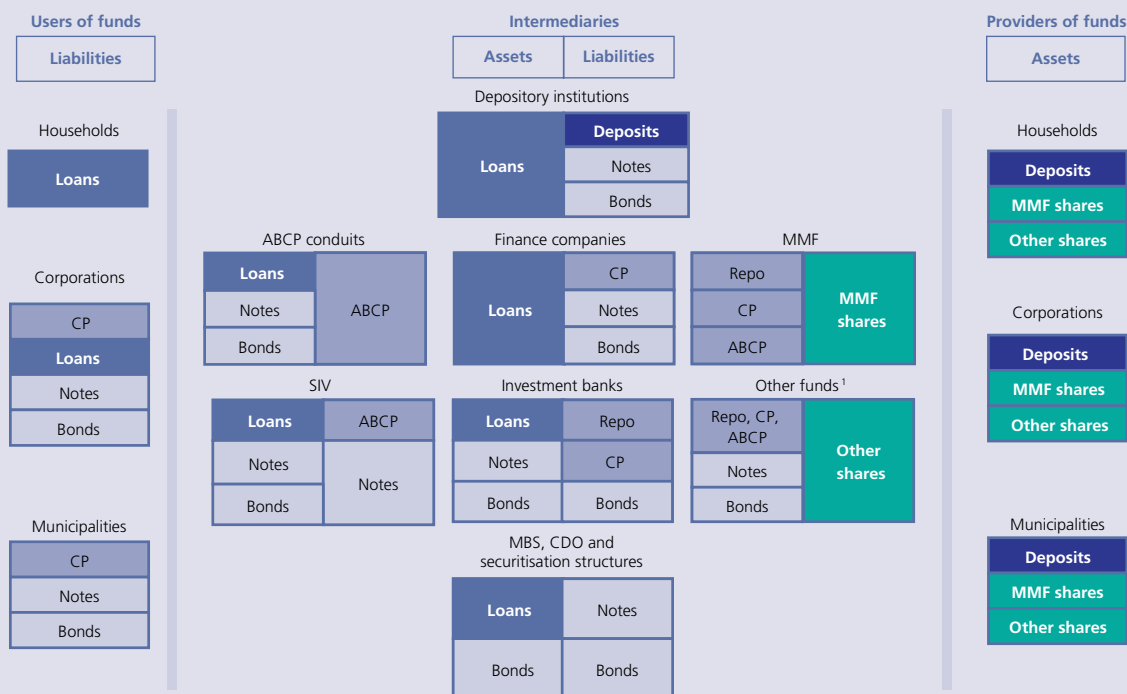 Users of funds
Liabilities
Households
Loans
Corporations
CP
Loans
Notes
Bonds
Municipalities
CP
Notes
Bonds
Intermediaries
Assets
Liabilities
Depository institutions
Loans
Deposits
Notes
Bonds
ABCP conduits
Loans
Notes
Bonds
ABCP
Finance companies
Loans
CP
Notes
Bonds
MMF
Repo
CP
ABCP
MMF
shares
SIV
Loans
Notes
Bonds
ABCP
Notes
Investment banks
Loans
Notes
Bonds
Repo
CP
Bonds
Other funds ¹
Repo, CP,
ABCP
Notes
Bonds
Other
shares
MBS, CDO and
securitisation structures
Loans
Bonds
Notes
Bonds
Providers of funds
Assets
Households
Deposits
MMF shares
Other shares
Corporations
Deposits
MMF shares
Other shares
Municipalities
Deposits
MMF shares
Other shares